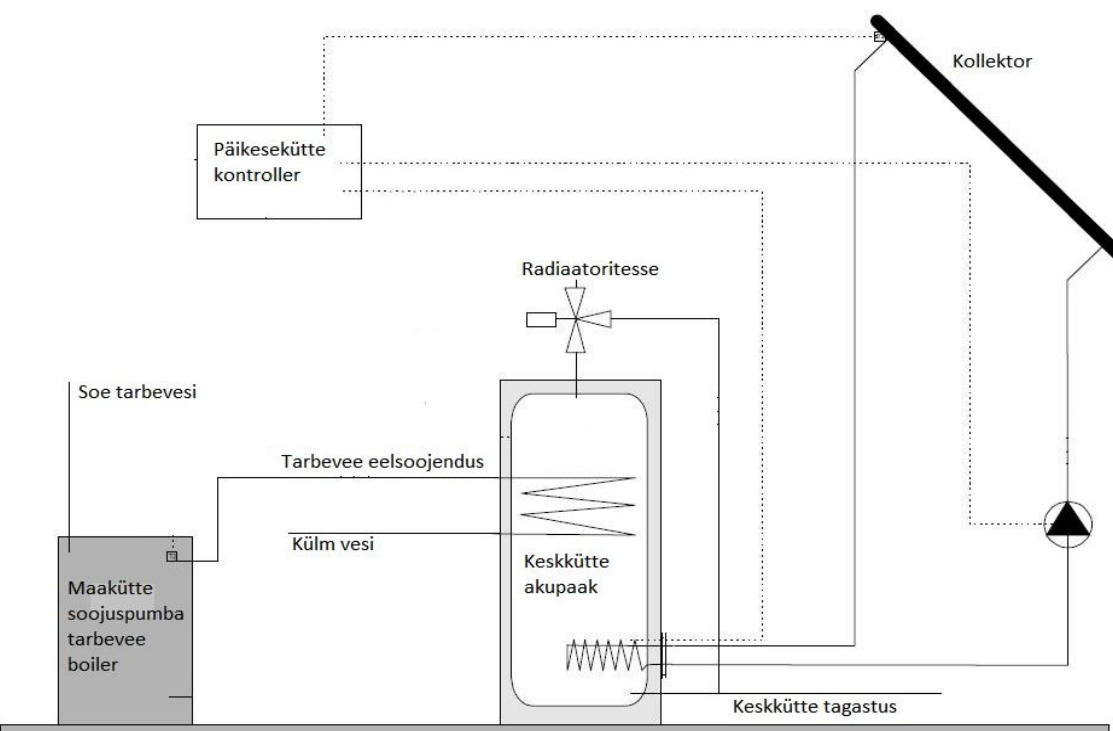 Kollektor
Päikesekütte
kontroller
Radiaatoritesse
Soe tarbevesi
Tarbevee eelsoojendus
Külm vesi
Keskkütte
akupaak
Maakütte
soojuspumba
tarbevee
boiler
Keskkütte tagastus